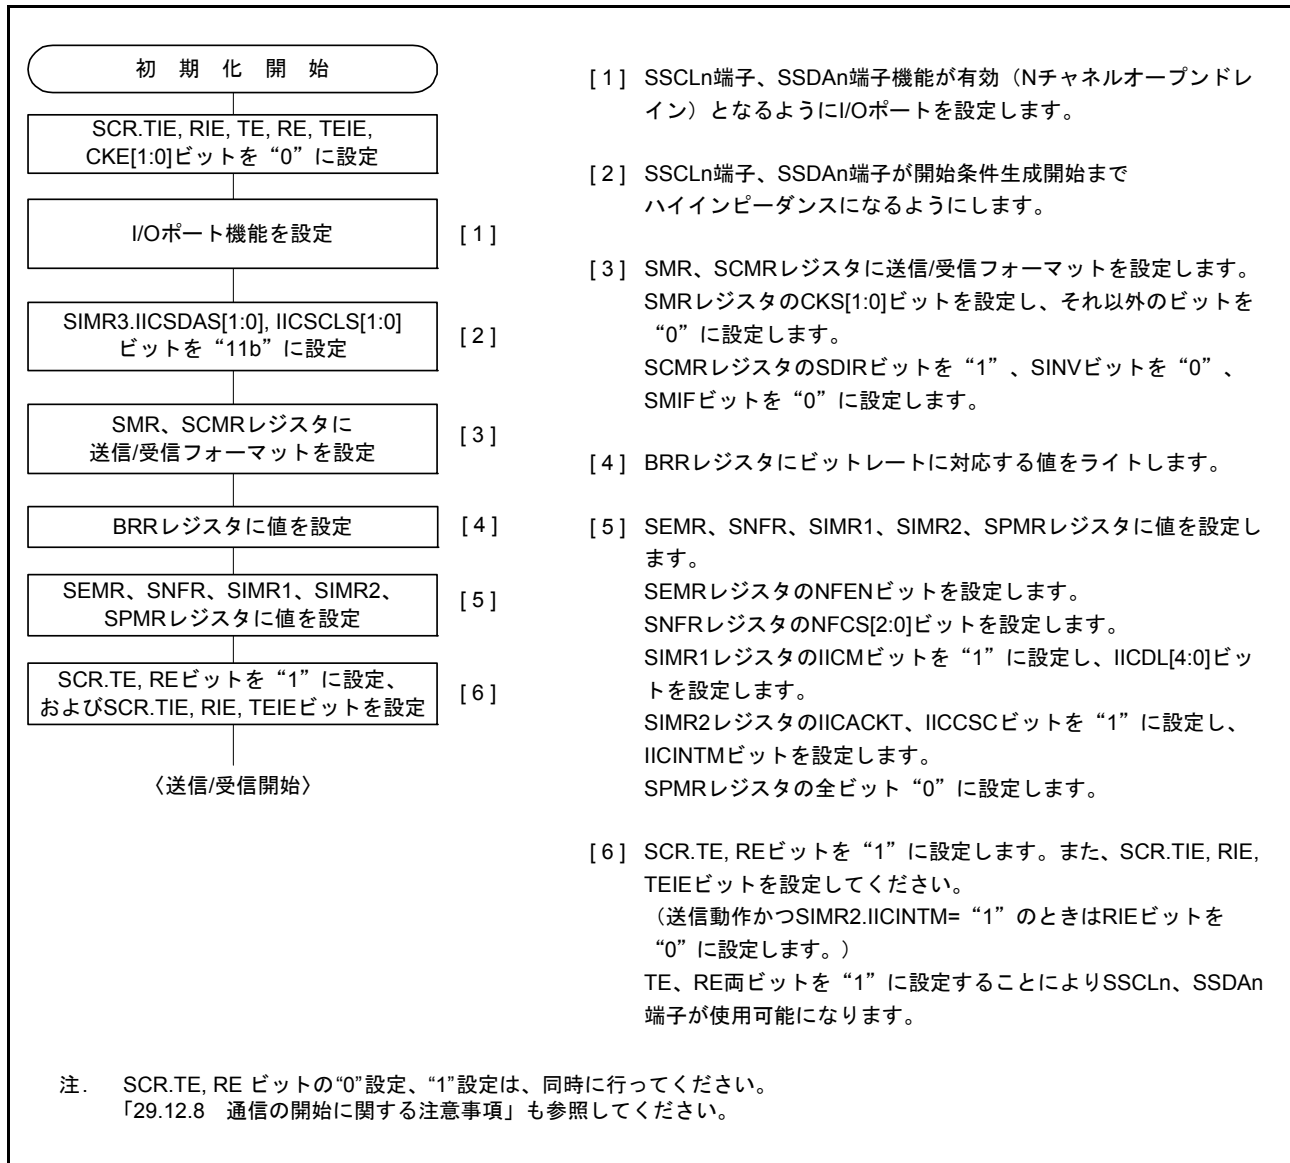 初 期 化 開 始
SCR.TIE, RIE, TE, RE, TEIE,
CKE[1:0]ビットを“0”に設定
I/Oポート機能を設定
[ 1 ]
SIMR3.IICSDAS[1:0], IICSCLS[1:0]
ビットを“11b”に設定
[ 2 ]
SMR、SCMRレジスタに
送信/受信フォーマットを設定
[ 3 ]
BRRレジスタに値を設定
[ 4 ]
SEMR、SNFR、SIMR1、SIMR2、
SPMRレジスタに値を設定
[ 5 ]
SCR.TE, REビットを“1”に設定、
およびSCR.TIE, RIE, TEIEビットを設定
[ 6 ]
〈送信/受信開始〉
[ 1 ] SSCLn端子、SSDAn端子機能が有効（Nチャネルオープンドレ
イン）となるようにI/Oポートを設定します。
[ 2 ] SSCLn端子、SSDAn端子が開始条件生成開始まで
ハイインピーダンスになるようにします。
[ 3 ] SMR、SCMRレジスタに送信/受信フォーマットを設定します。
SMRレジスタのCKS[1:0]ビットを設定し、それ以外のビットを
“0”に設定します。
SCMRレジスタのSDIRビットを“1”、SINVビットを“0”、
SMIFビットを“0”に設定します。
[ 4 ] BRRレジスタにビットレートに対応する値をライトします。
[ 5 ] SEMR、SNFR、SIMR1、SIMR2、SPMRレジスタに値を設定し
ます。
SEMRレジスタのNFENビットを設定します。
SNFRレジスタのNFCS[2:0]ビットを設定します。
SIMR1レジスタのIICMビットを“1”に設定し、IICDL[4:0]ビッ
トを設定します。
SIMR2レジスタのIICACKT、IICCSCビットを“1”に設定し、
IICINTMビットを設定します。
SPMRレジスタの全ビット“0”に設定します。
[ 6 ] SCR.TE, REビットを“1”に設定します。また、SCR.TIE, RIE,
TEIEビットを設定してください。
（送信動作かつSIMR2.IICINTM=“1”のときはRIEビットを
“0”に設定します。）
TE、RE両ビットを“1”に設定することによりSSCLn、SSDAn
端子が使用可能になります。
注. SCR.TE, RE ビットの“0”設定、“1”設定は、同時に行ってください。
「29.12.8 通信の開始に関する注意事項」も参照してください。